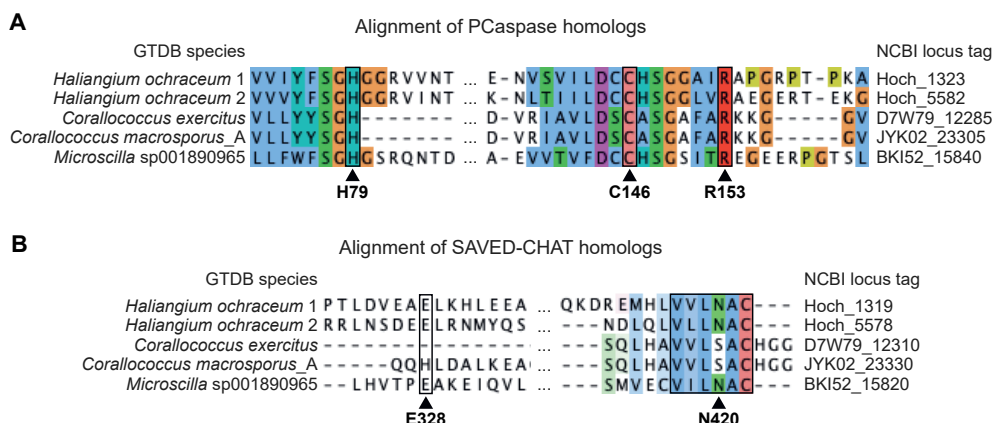 A
Alignment of PCaspase homologs
GTDB species
NCBI locus tag
Haliangium ochraceum 1 VVIYFSGHGGRVVNT ... E-NVSVILDCCHSGGAIRAPGRPT-PKA Hoch_1323
Haliangium ochraceum 2 VVVYFSGHGGRVINT ... K-NLTIILDCCHSGGLVRAEGERT-EKG Hoch_5582
Corallococcus exercitus VLLYYSGH------- ... D-VRIAVLDSCASGAFARKKG-----GV D7W79_12285
Corallococcus macrosporus_A VLIYYSGH------- ... D-VRIAVLDSCASGAFARKKG-----GV JYK02_23305
Microscilla sp001890965 LLFWFSGHGSRQNTD ... A-EVVTVFDCCHSGSITREGEERPGTSL BKI52_15840
H79 C146 R153
B
Alignment of SAVED-CHAT homologs
GTDB species
NCBI locus tag
Haliangium ochraceum 1 PTLDVEAELKHLEEA ... QKDREMHLVVLNAC--- Hoch_1319
Haliangium ochraceum 2 RRLNSDEELRNMYQS ... ---NDLQLVLLNAC--- Hoch_5578
Corallococcus exercitus --------------- ... ---SQLHAVVLSACHGG D7W79_12310
Corallococcus macrosporus_A -----QQHLDALKEA ... ---SQLHAVVLSACHGG JYK02_23330
Microscilla sp001890965 --LHVTPEAKEIQVL ... ---SMVECVILNAC--- BKI52_15820
E328 N420